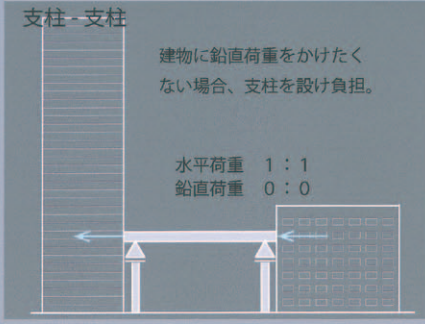 支柱 - 支柱
建物に鉛直荷重をかけたく
ない場合、支柱を設け負担。
水平荷重 1：1
鉛直荷重 0：0